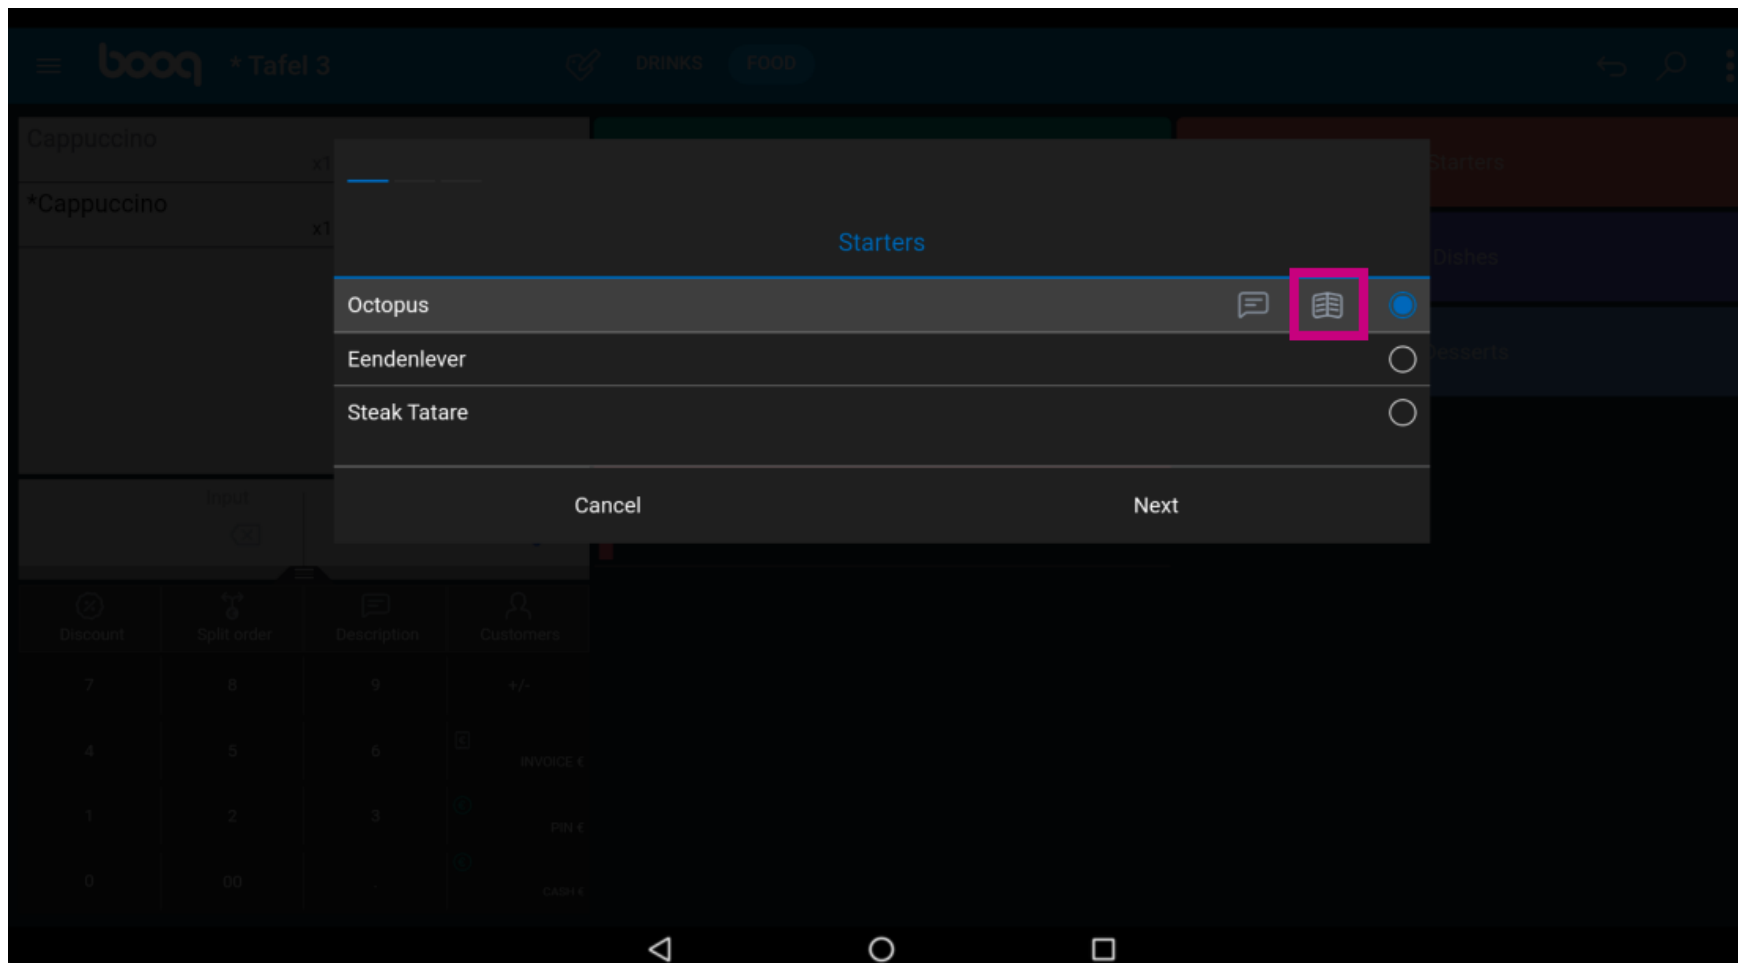 booq
* Tafel 3
DRINKS
FOOD
Cappuccino
x1
*Cappuccino
x1
Starters
Dishes
Desserts
Starters
Octopus
Eendenlever
Steak Tatare
Cancel
Next
Input
Discount
Split order
Description
Customers
7
8
9
+/-
4
5
6
INVOICE €
1
2
3
PIN €
0
00
.
CASH €